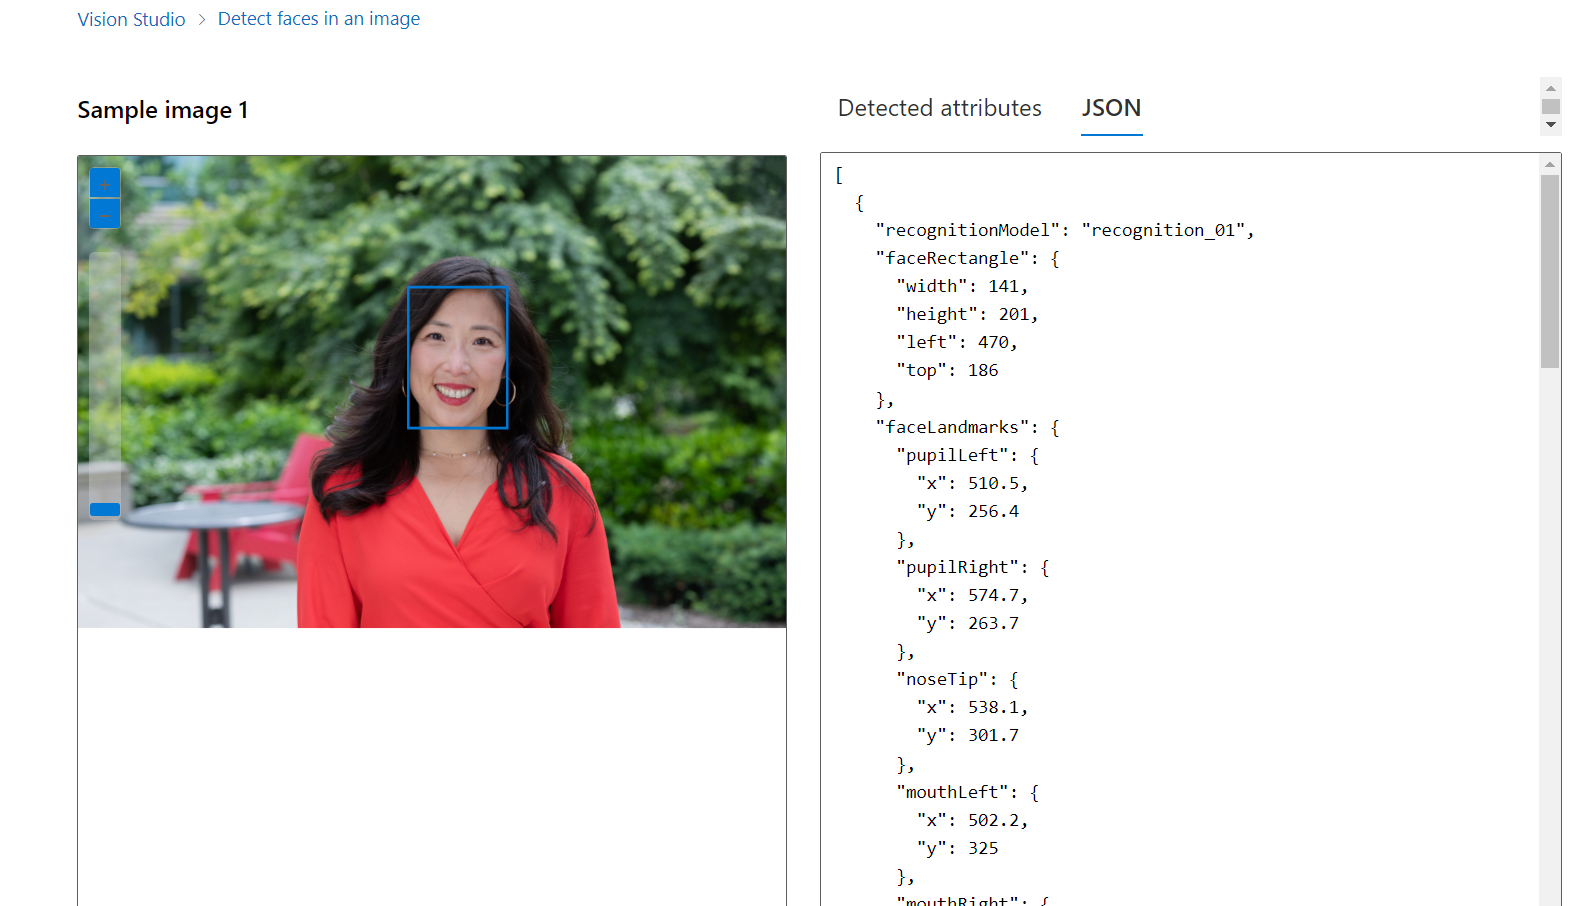 Vision Studio > Detect faces in an image
Sample image 1
Detected attributes JSON
+
−
[
  {
    "recognitionModel": "recognition_01",
    "faceRectangle": {
      "width": 141,
      "height": 201,
      "left": 470,
      "top": 186
    },
    "faceLandmarks": {
      "pupilLeft": {
        "x": 510.5,
        "y": 256.4
      },
      "pupilRight": {
        "x": 574.7,
        "y": 263.7
      },
      "noseTip": {
        "x": 538.1,
        "y": 301.7
      },
      "mouthLeft": {
        "x": 502.2,
        "y": 325
      },
      "mouthRight": {